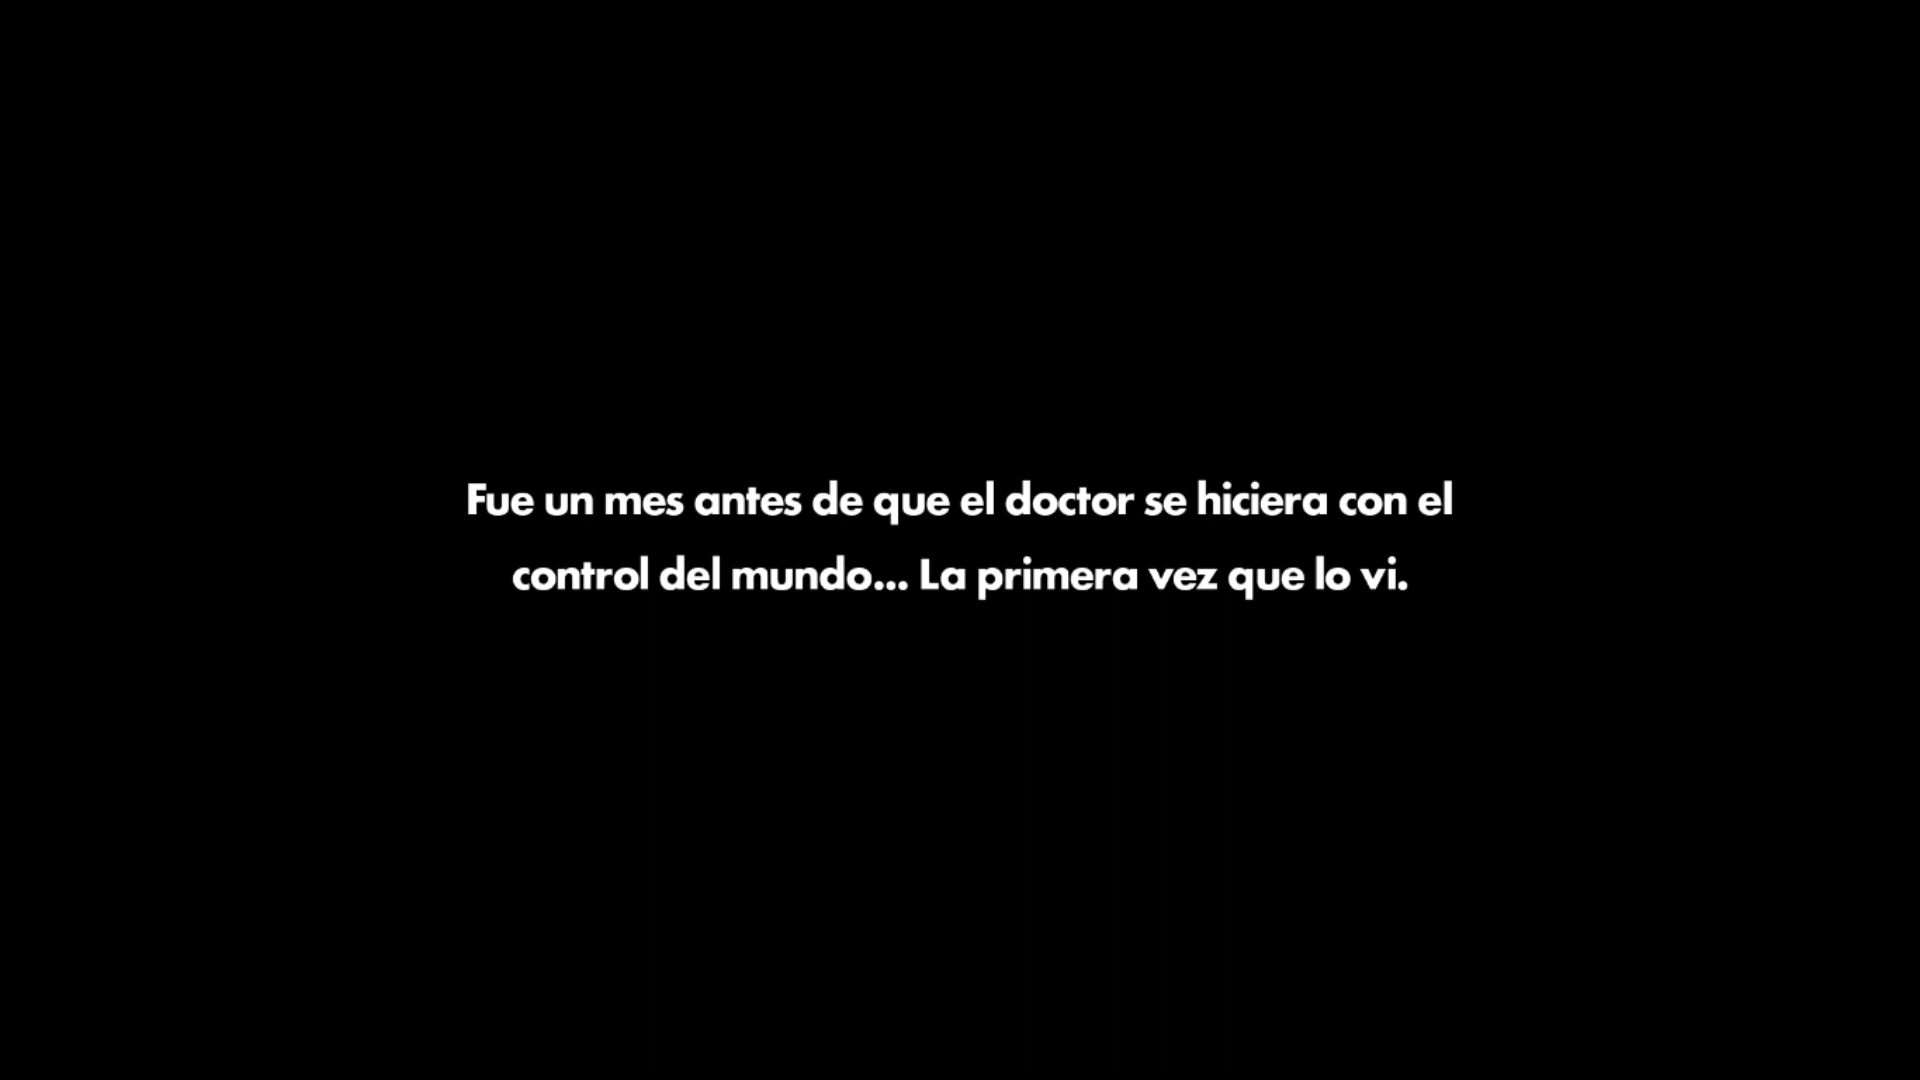 Fue un mes antes de que el doctor se hiciera con el
control del mundo... La primera vez que lo vi.